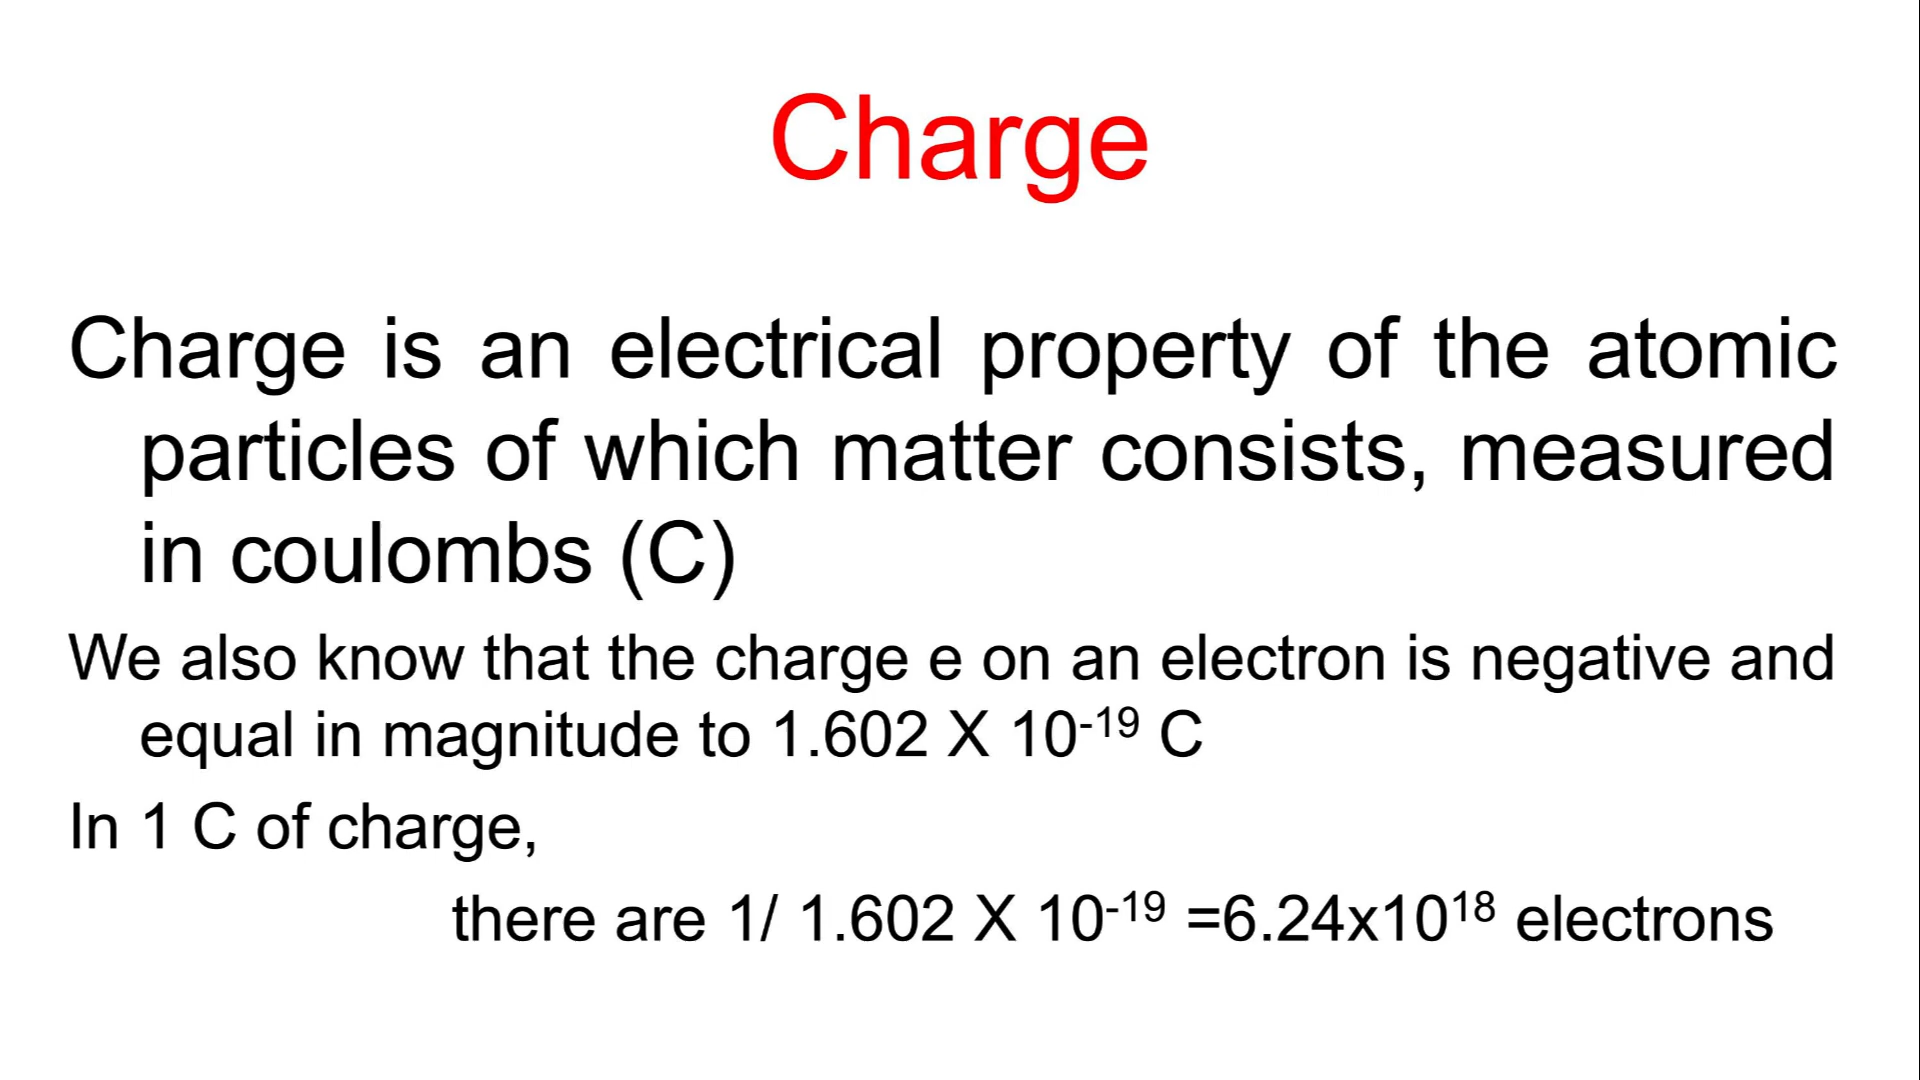 Charge
Charge is an electrical property of the atomic
particles of which matter consists, measured
in coulombs (C)
We also know that the charge e on an electron is negative and
equal in magnitude to 1.602 X 10⁻¹⁹ C
In 1 C of charge,
there are 1/ 1.602 X 10⁻¹⁹ =6.24x10¹⁸ electrons